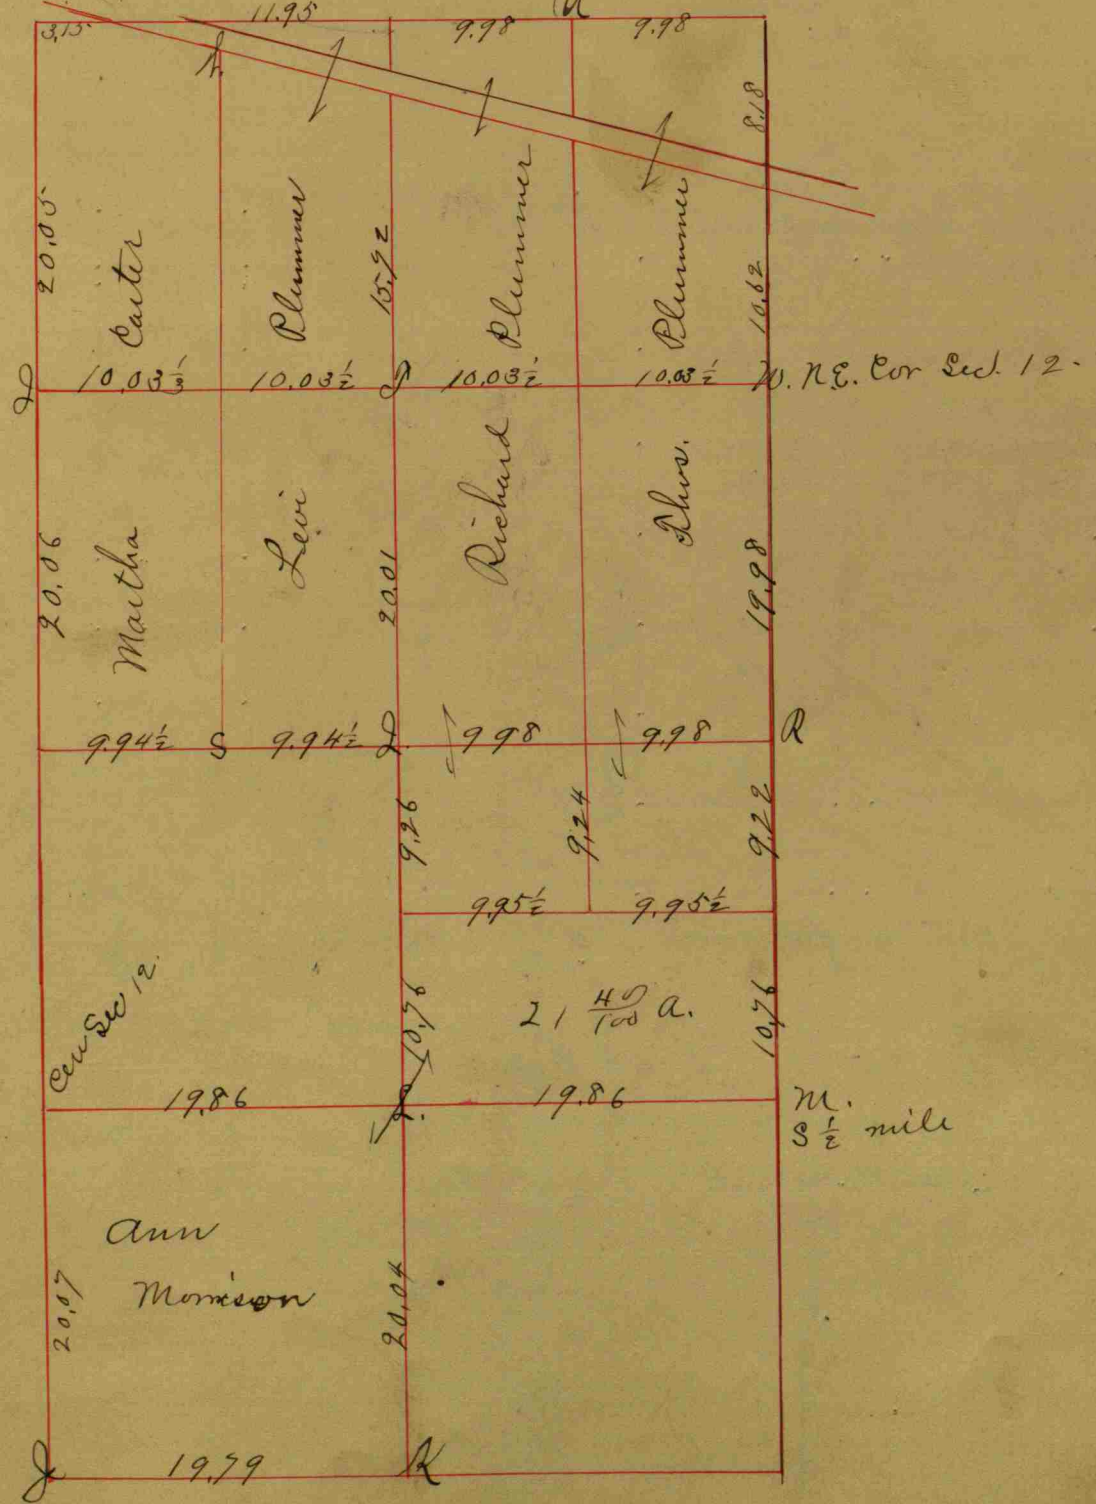 3,15 11.95 9.98 9.98
8,18
20,05 Carter Plummer 15,92 Plummer Plummer 10,62
10,03⅓ 10,03½ 10,03½ 10,03½ W. N.E. Cor Sec. 12-
20,06 Martha Levi 20,01 Richard Thos. 19,98
9.94½ S 9.94½ 9 98 9,98 R
9,26 9,24 9,22
9,95½ 9,95½
Cen Sec 12 10,76 21 40/100 a. 10,76
19,86 L. 19.86 M.
S ½ mile
Ann
Morrison
20,07 20,04
J 19,79 K